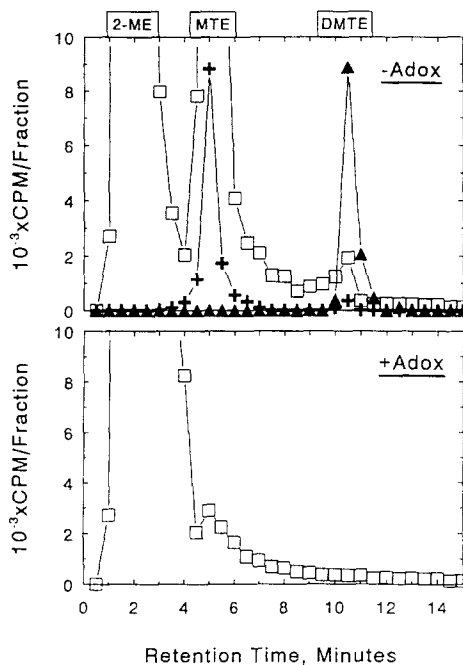 2-ME MTE DMTE
10
8
6
4
2
0
10⁻³xCPM/Fraction
-Adox
10
8
6
4
2
0
10⁻³xCPM/Fraction
+Adox
0 2 4 6 8 10 12 14
Retention Time, Minutes